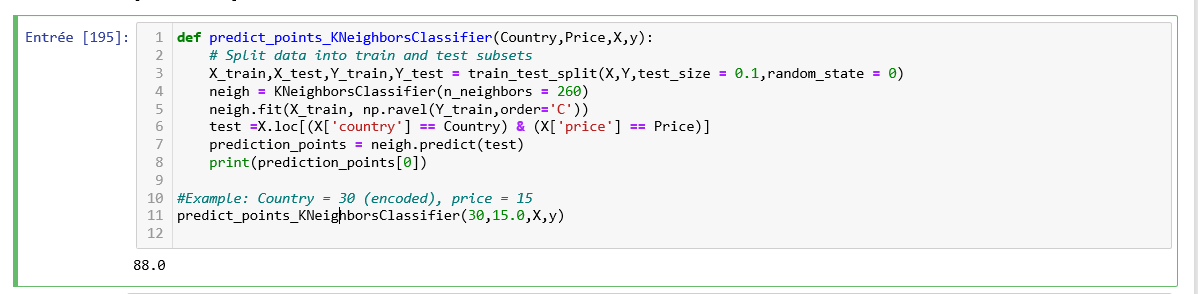 Entrée [195]:
1 def predict_points_KNeighborsClassifier(Country,Price,X,y):
2     # Split data into train and test subsets
3     X_train,X_test,Y_train,Y_test = train_test_split(X,Y,test_size = 0.1,random_state = 0)
4     neigh = KNeighborsClassifier(n_neighbors = 260)
5     neigh.fit(X_train, np.ravel(Y_train,order='C'))
6     test =X.loc[(X['country'] == Country) & (X['price'] == Price)]
7     prediction_points = neigh.predict(test)
8     print(prediction_points[0])
9
10 #Example: Country = 30 (encoded), price = 15
11 predict_points_KNeighborsClassifier(30,15.0,X,y)
12
88.0